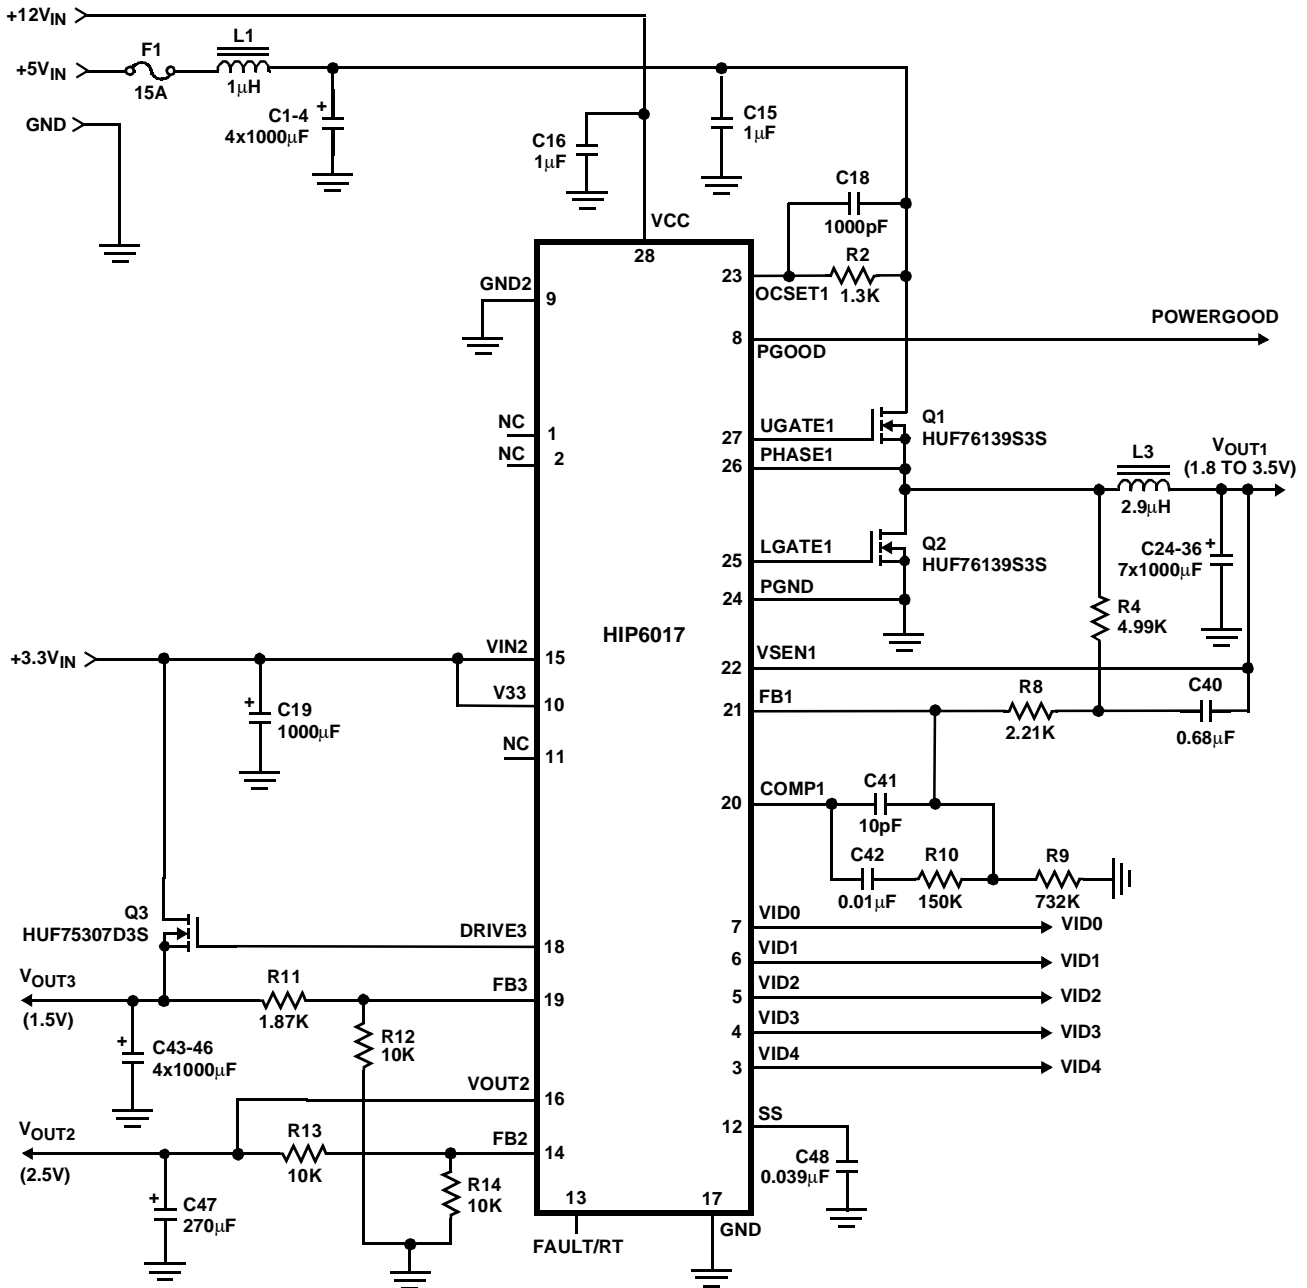 +12VIN
+5VIN
F1
15A
L1
1µH
GND
C1-4
4x1000µF
+
C16
1µF
C15
1µF
VCC
28
C18
1000pF
R2
1.3K
23
OCSET1
GND2
9
POWERGOOD
8
PGOOD
NC
1
NC
2
UGATE1
27
Q1
HUF76139S3S
PHASE1
26
L3
2.9µH
VOUT1
(1.8 TO 3.5V)
LGATE1
25
Q2
HUF76139S3S
C24-36
7x1000µF
+
PGND
24
R4
4.99K
HIP6017
+3.3VIN
VIN2
15
VSEN1
22
V33
10
FB1
21
R8
2.21K
C40
0.68µF
+
C19
1000µF
NC
11
COMP1
20
C41
10pF
C42
0.01µF
R10
150K
R9
732K
Q3
HUF75307D3S
DRIVE3
18
VID0
7
VID0
VID1
6
VID1
VID2
5
VID2
VID3
4
VID3
VID4
3
VID4
VOUT3
(1.5V)
R11
1.87K
FB3
19
R12
10K
+
C43-46
4x1000µF
VOUT2
16
SS
12
C48
0.039µF
VOUT2
(2.5V)
R13
10K
FB2
14
R14
10K
+
C47
270µF
13
FAULT/RT
17
GND